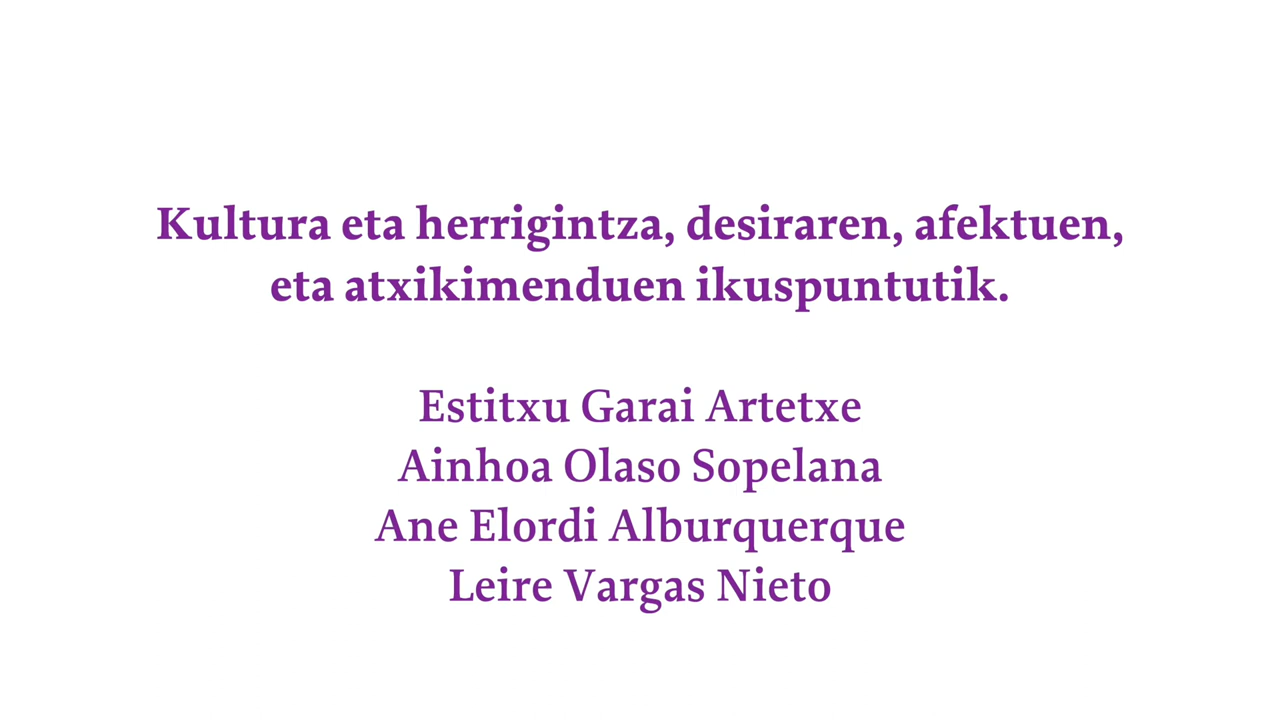 Kultura eta herrigintza, desiraren, afektuen,
eta atxikimenduen ikuspuntutik.
Estitxu Garai Artetxe
Ainhoa Olaso Sopelana
Ane Elordi Alburquerque
Leire Vargas Nieto